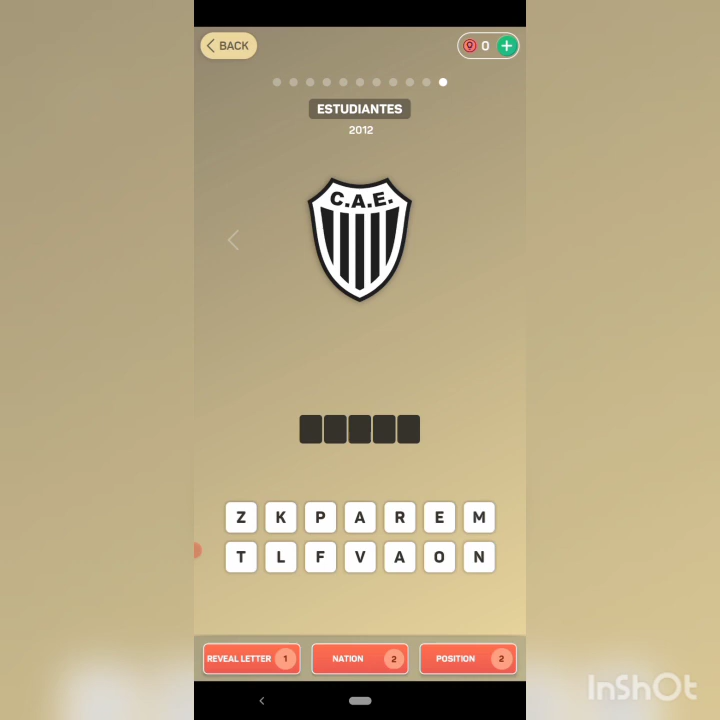 BACK
0
ESTUDIANTES
2012
C.A.E.
Z K P A R E M
T L F V A O N
REVEAL LETTER 1
NATION 2
POSITION 2
InShOt